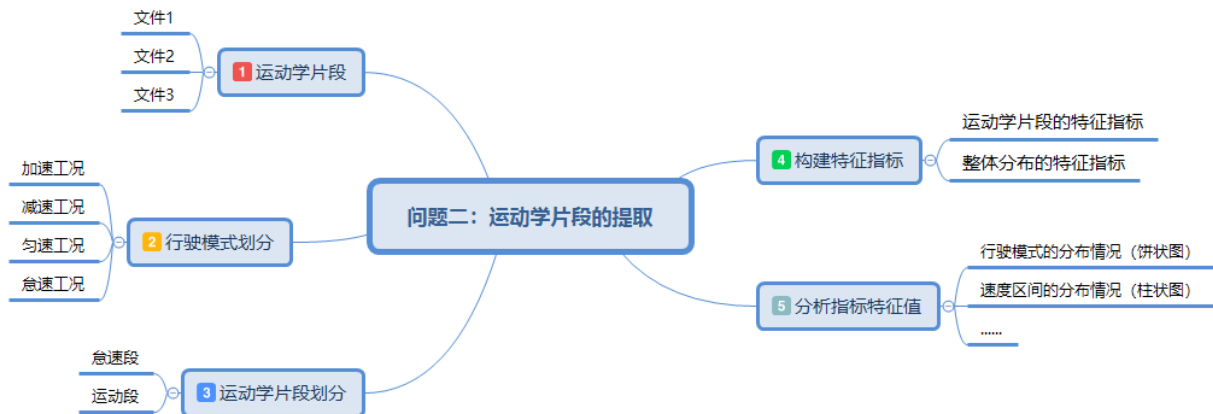 问题二：运动学片段的提取
1 运动学片段
文件1
文件2
文件3
2 行驶模式划分
加速工况
减速工况
匀速工况
怠速工况
3 运动学片段划分
怠速段
运动段
4 构建特征指标
运动学片段的特征指标
整体分布的特征指标
5 分析指标特征值
行驶模式的分布情况（饼状图）
速度区间的分布情况（柱状图）
......